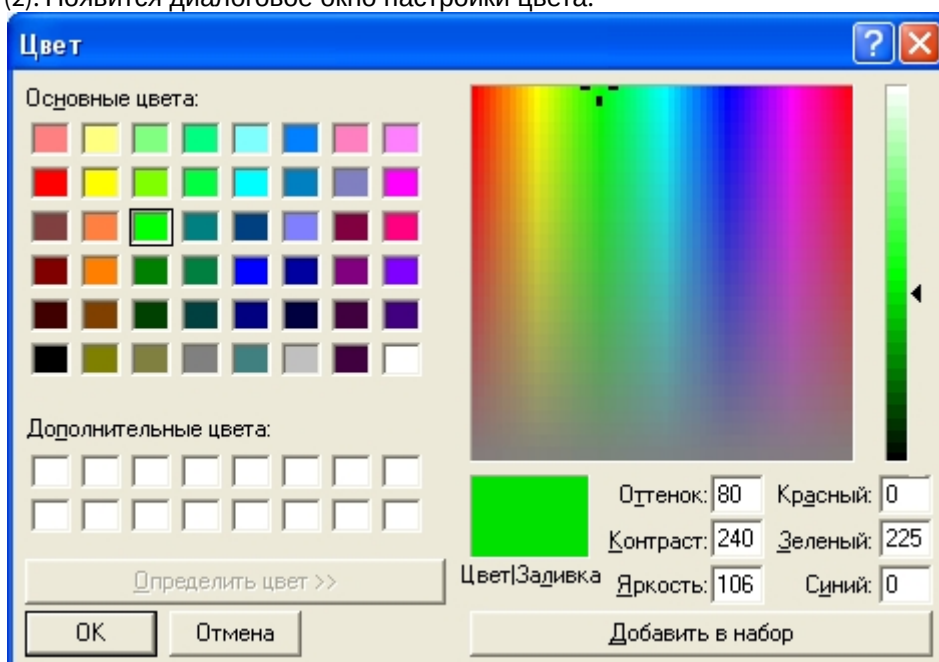 (2). Появится диалоговое окно настройки цвета.
Цвет
Основные цвета:
Дополнительные цвета:
Определить цвет >>
ОК
Отмена
Цвет|Заливка
Оттенок: 80
Контраст: 240
Яркость: 106
Красный: 0
Зеленый: 225
Синий: 0
Добавить в набор